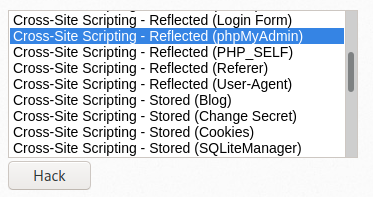 Cross-Site Scripting - Reflected (Login Form)
Cross-Site Scripting - Reflected (phpMyAdmin)
Cross-Site Scripting - Reflected (PHP_SELF)
Cross-Site Scripting - Reflected (Referer)
Cross-Site Scripting - Reflected (User-Agent)
Cross-Site Scripting - Stored (Blog)
Cross-Site Scripting - Stored (Change Secret)
Cross-Site Scripting - Stored (Cookies)
Cross-Site Scripting - Stored (SQLiteManager)
Hack